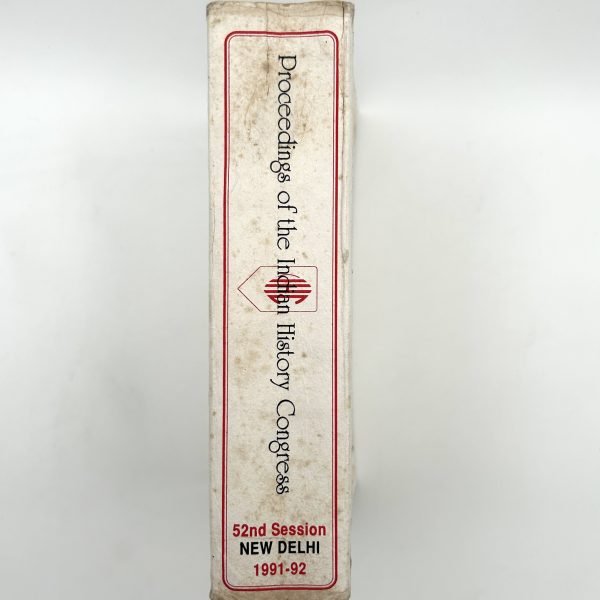 Proceedings of the Indian History Congress
52nd Session
NEW DELHI
1991-92